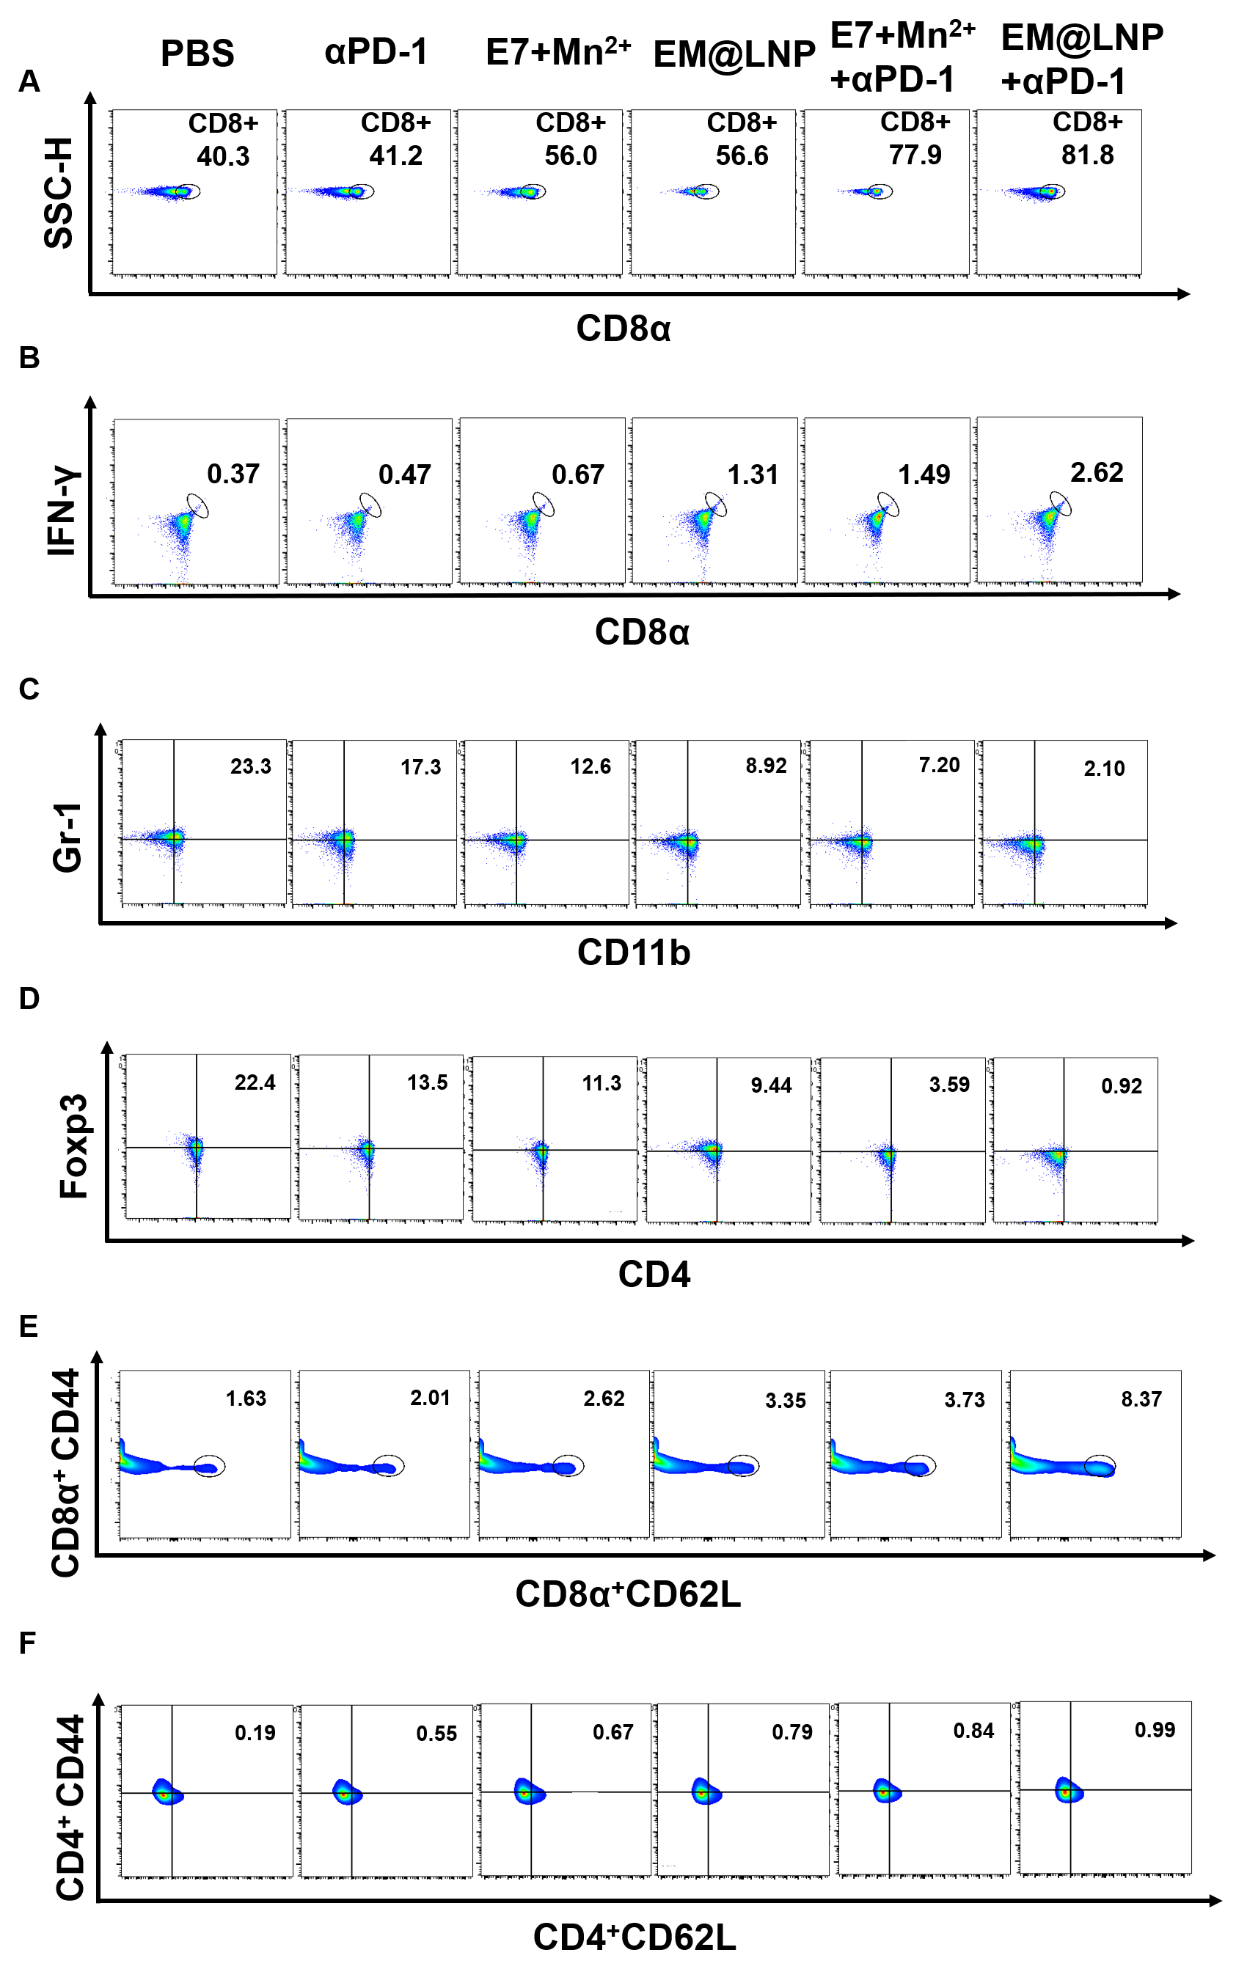 PBS
αPD-1
E7+Mn²⁺
EM@LNP
E7+Mn²⁺
+αPD-1
EM@LNP
+αPD-1
A
SSC-H
CD8+
40.3
CD8+
41.2
CD8+
56.0
CD8+
56.6
CD8+
77.9
CD8+
81.8
CD8α
B
IFN-γ
0.37
0.47
0.67
1.31
1.49
2.62
CD8α
C
Gr-1
23.3
17.3
12.6
8.92
7.20
2.10
CD11b
D
Foxp3
22.4
13.5
11.3
9.44
3.59
0.92
CD4
E
CD8α⁺ CD44
1.63
2.01
2.62
3.35
3.73
8.37
CD8α⁺CD62L
F
CD4⁺ CD44
0.19
0.55
0.67
0.79
0.84
0.99
CD4⁺CD62L